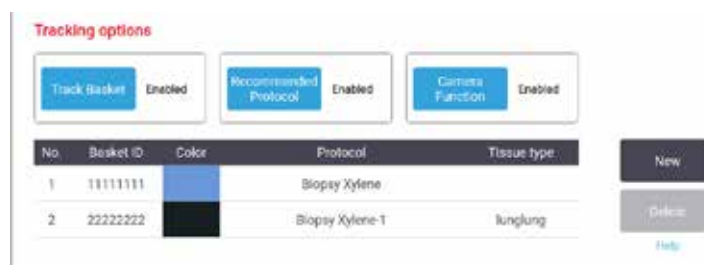 Tracking options
Track Basket Enabled
Recommended Protocol Enabled
Camera Function Enabled
No. Basket ID Color Protocol Tissue type
1 11111111 Biopsy Xylene
2 22222222 Biopsy Xylene-1 lunglung
New
Delete
Help